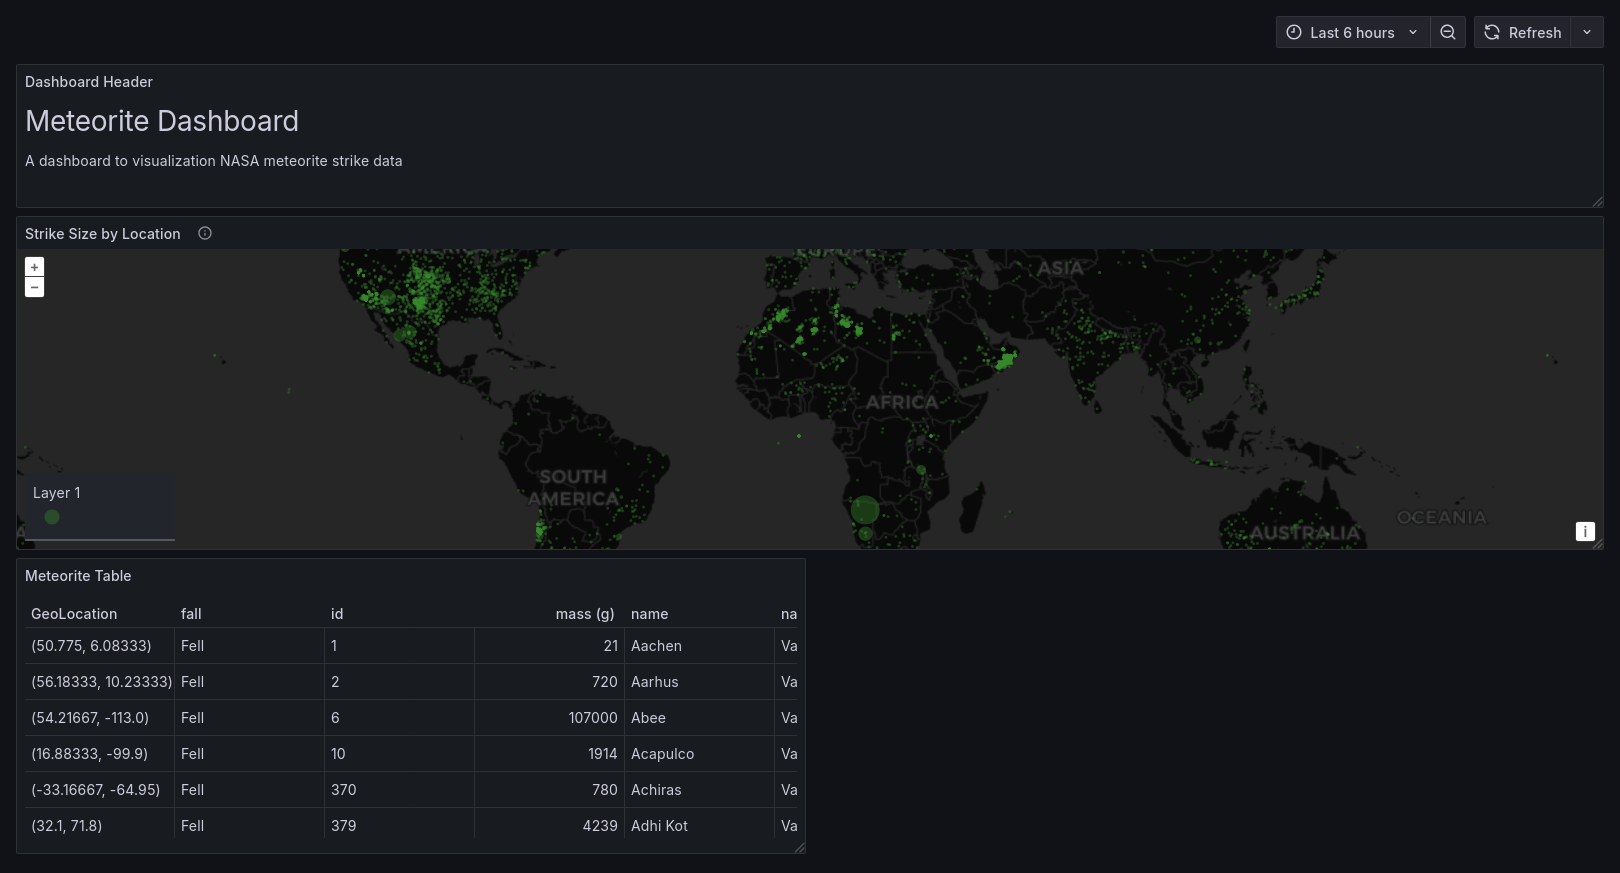 Last 6 hours
Refresh
Dashboard Header
Meteorite Dashboard
A dashboard to visualization NASA meteorite strike data
Strike Size by Location
+
−
AMERICA
EUROPE
ASIA
AFRICA
SOUTH
AMERICA
OCEANIA
AUSTRALIA
Layer 1
A
i
Meteorite Table
GeoLocation fall id mass (g) name na
(50.775, 6.08333) Fell 1 21 Aachen Va
(56.18333, 10.23333) Fell 2 720 Aarhus Va
(54.21667, -113.0) Fell 6 107000 Abee Va
(16.88333, -99.9) Fell 10 1914 Acapulco Va
(-33.16667, -64.95) Fell 370 780 Achiras Va
(32.1, 71.8) Fell 379 4239 Adhi Kot Va